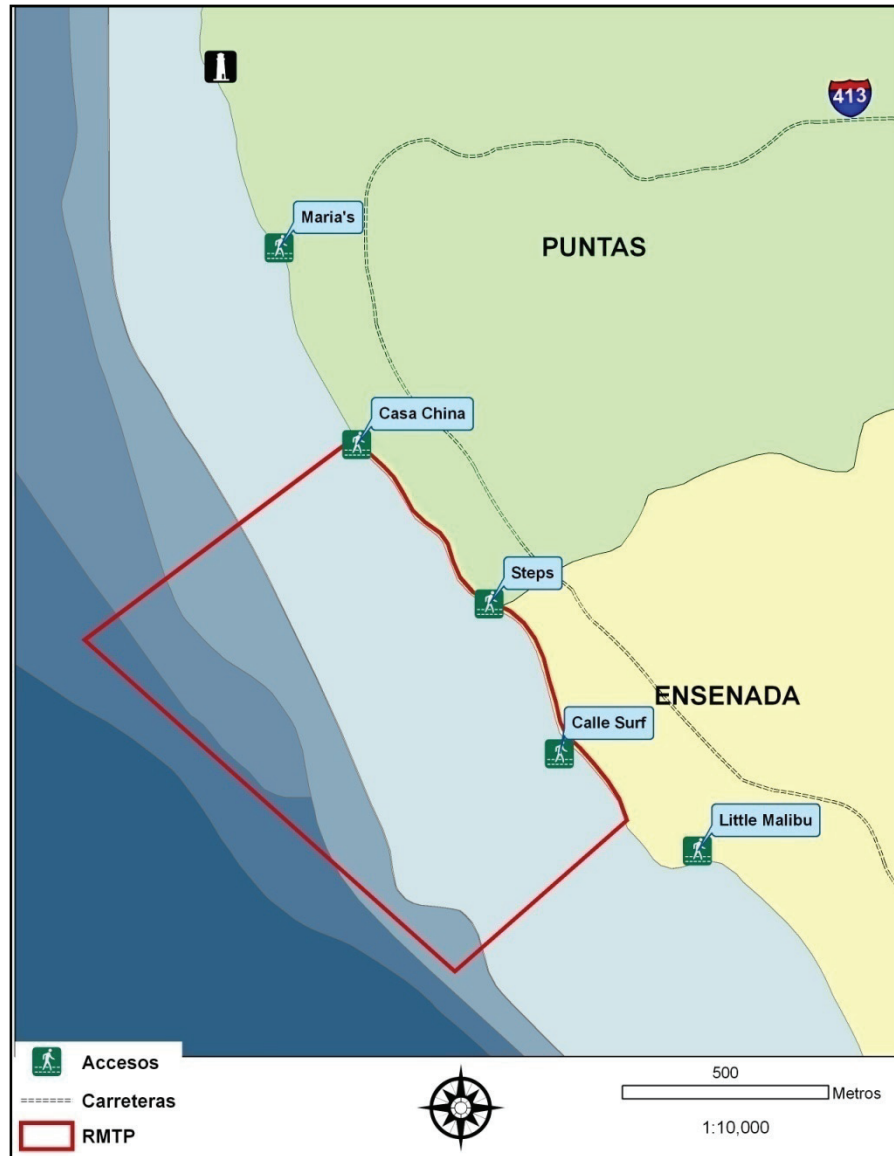 413
Maria's
PUNTAS
Casa China
Steps
ENSENADA
Calle Surf
Little Malibu
Accesos
Carreteras
RMTP
500
Metros
1:10,000